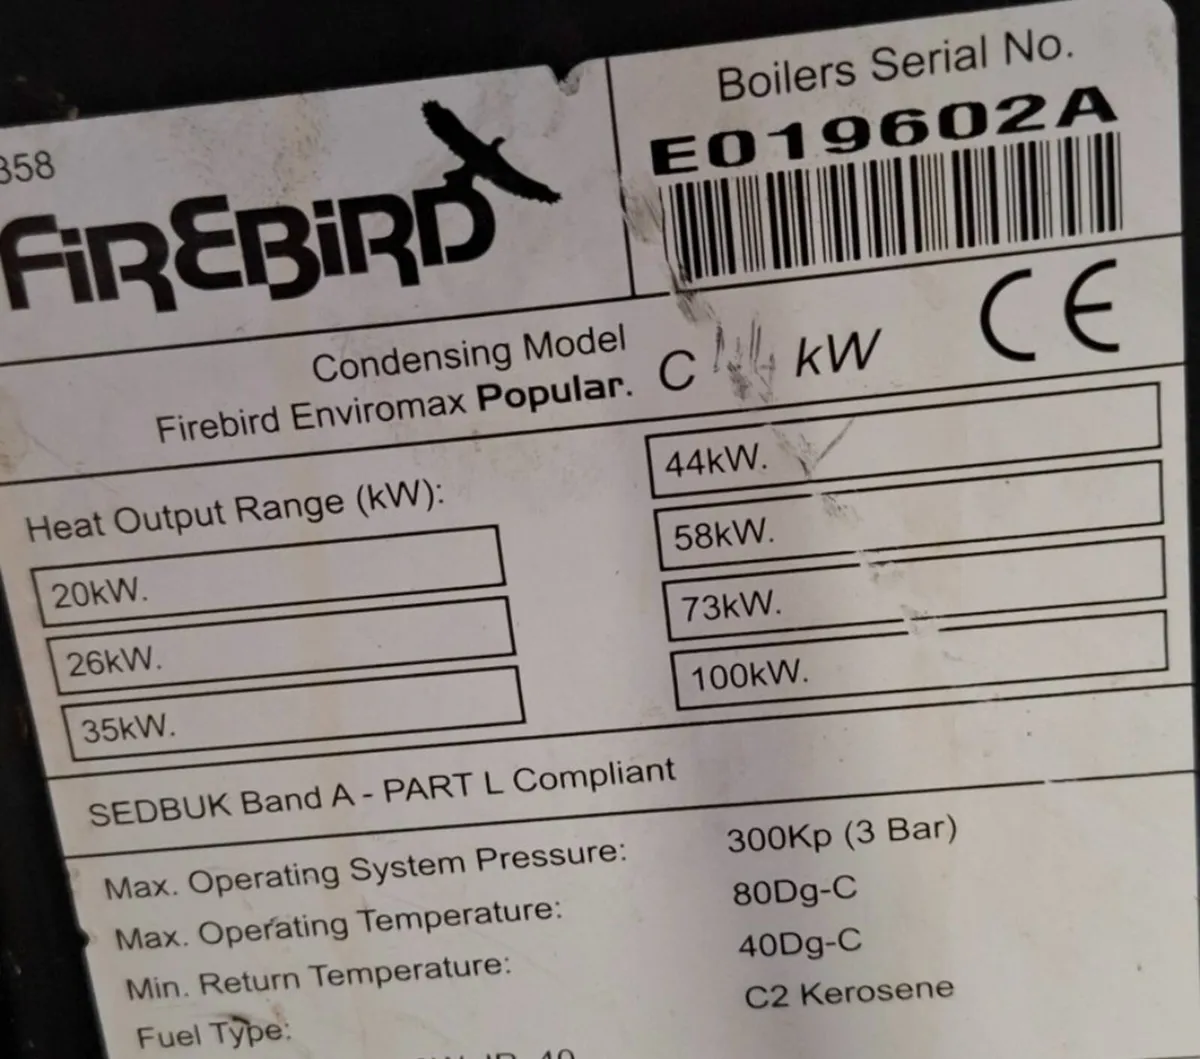 358
FiREBiRD
Boilers Serial No.
E019602A
CE
Condensing Model
Firebird Enviromax Popular. C kW
Heat Output Range (kW):
20kW.
26kW.
35kW.
44kW.
58kW.
73kW.
100kW.
SEDBUK Band A - PART L Compliant
Max. Operating System Pressure: 300Kp (3 Bar)
Max. Operating Temperature: 80Dg-C
Min. Return Temperature: 40Dg-C
Fuel Type: C2 Kerosene